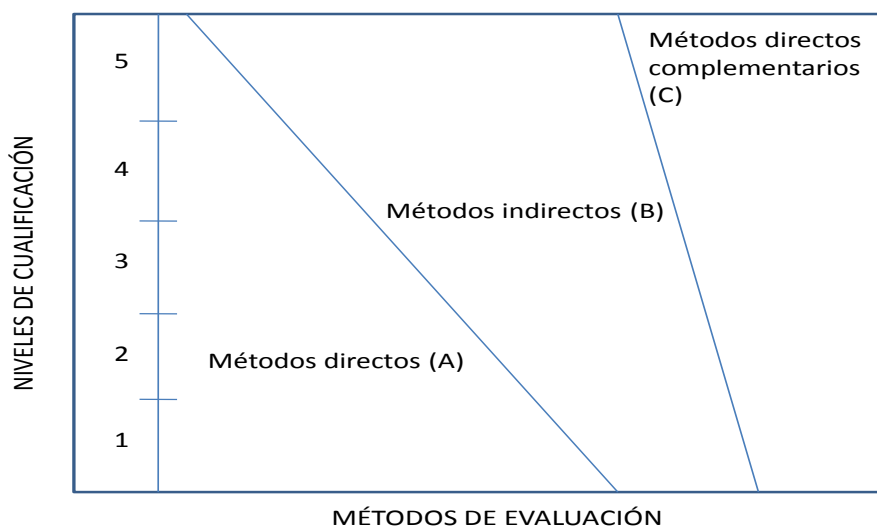 Métodos directos
complementarios
(C)
5
4
Métodos indirectos (B)
3
2
Métodos directos (A)
1
NIVELES DE CUALIFICACIÓN
MÉTODOS DE EVALUACIÓN